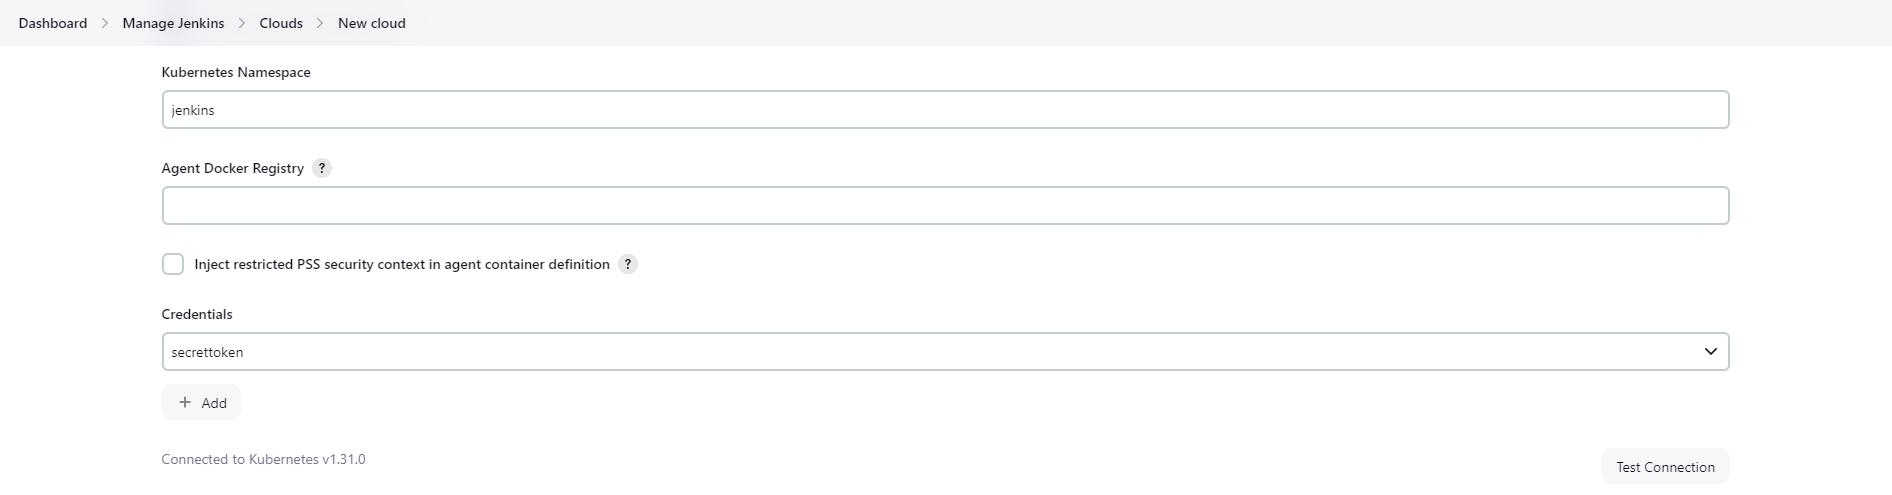 Dashboard > Manage Jenkins > Clouds > New cloud
Kubernetes Namespace
jenkins
Agent Docker Registry ?
Inject restricted PSS security context in agent container definition ?
Credentials
secrettoken
+ Add
Connected to Kubernetes v1.31.0
Test Connection